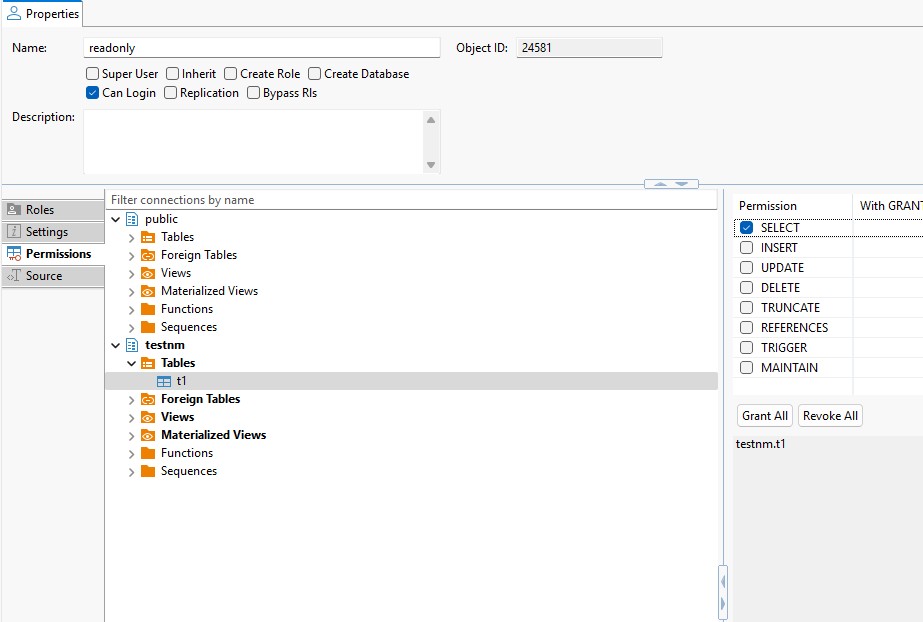 Properties
Name: readonly Object ID: 24581
Super User Inherit Create Role Create Database
Can Login Replication Bypass Rls
Description:
Roles
Settings
Permissions
Source
Filter connections by name
public
Tables
Foreign Tables
Views
Materialized Views
Functions
Sequences
testnm
Tables
t1
Foreign Tables
Views
Materialized Views
Functions
Sequences
Permission With GRANT
SELECT
INSERT
UPDATE
DELETE
TRUNCATE
REFERENCES
TRIGGER
MAINTAIN
Grant All Revoke All
testnm.t1